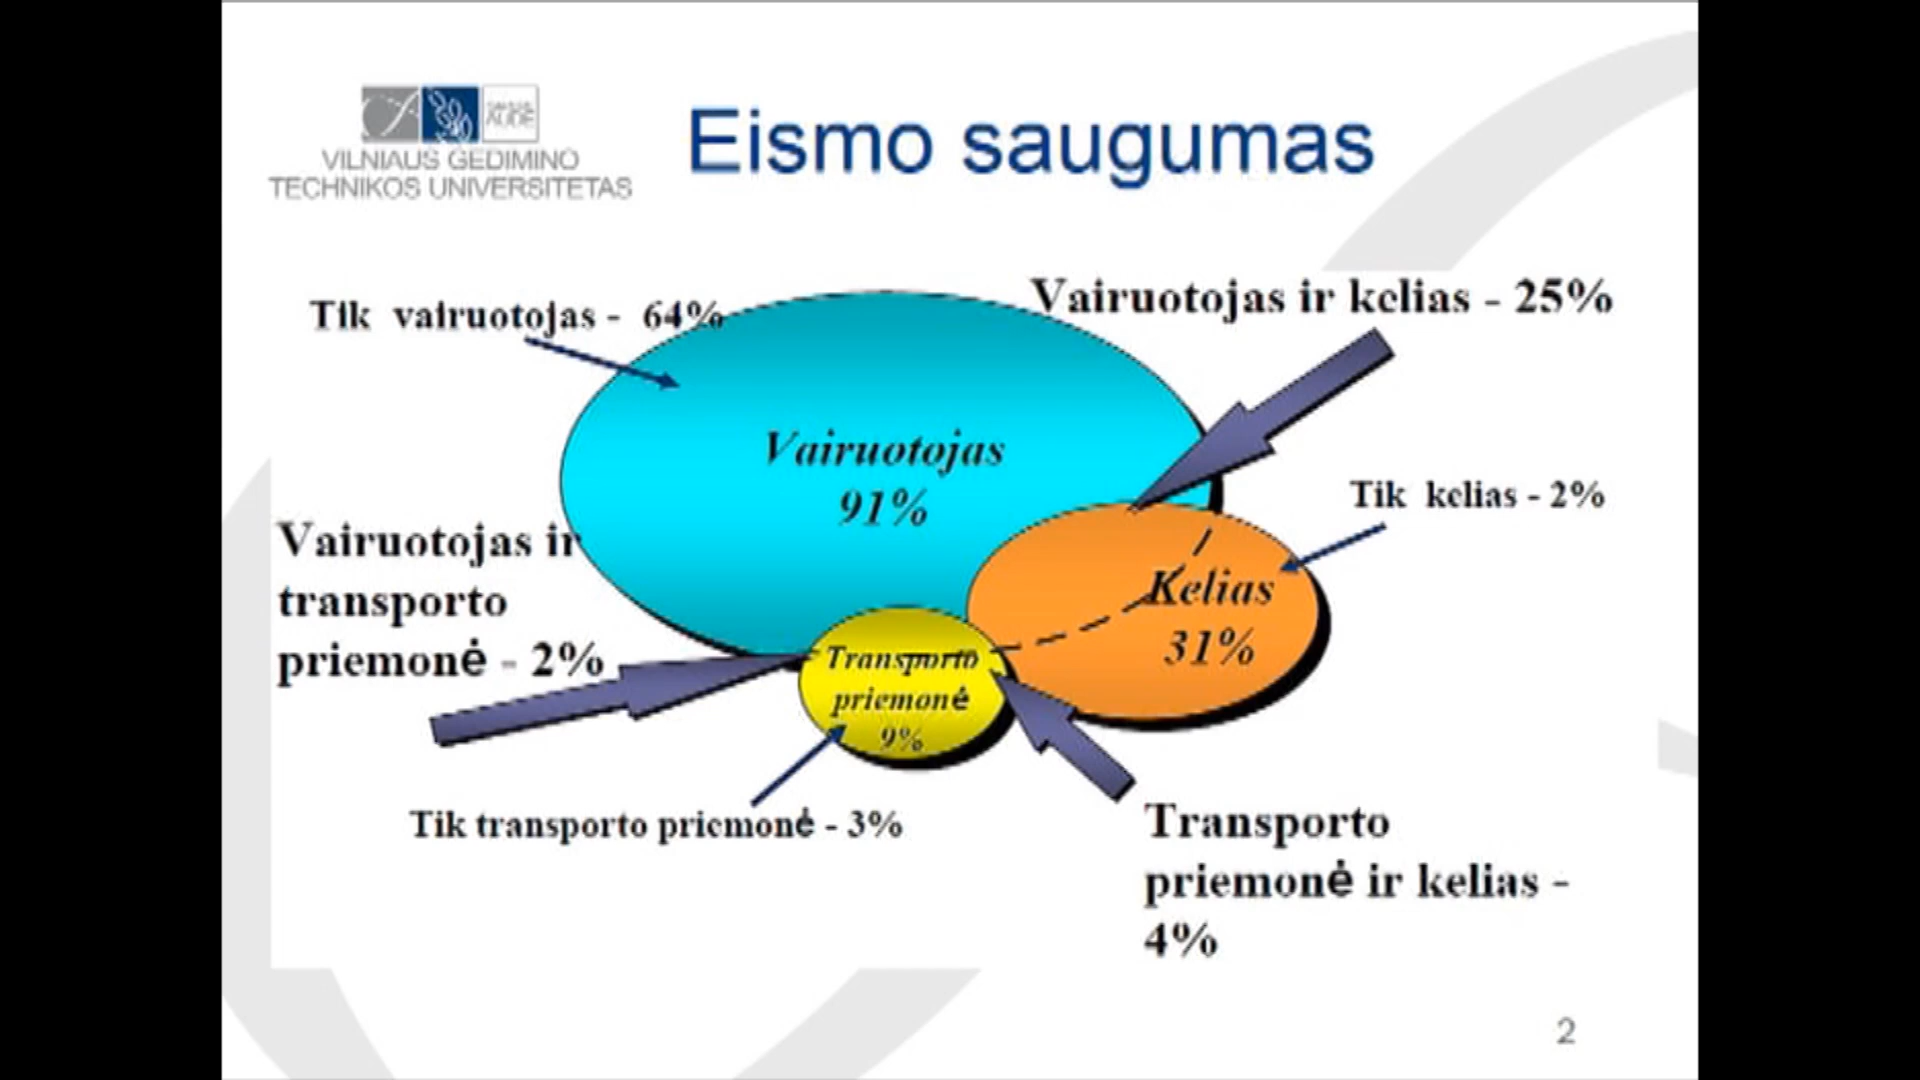 VILNIAUS GEDIMINO
TECHNIKOS UNIVERSITETAS
Eismo saugumas
Tik vairuotojas - 64%
Vairuotojas ir kelias - 25%
Vairuotojas
91%
Tik kelias - 2%
Vairuotojas ir
transporto
priemonė - 2%
Kelias
31%
Transporto
priemonė
9%
Tik transporto priemonė - 3%
Transporto
priemonė ir kelias -
4%
2